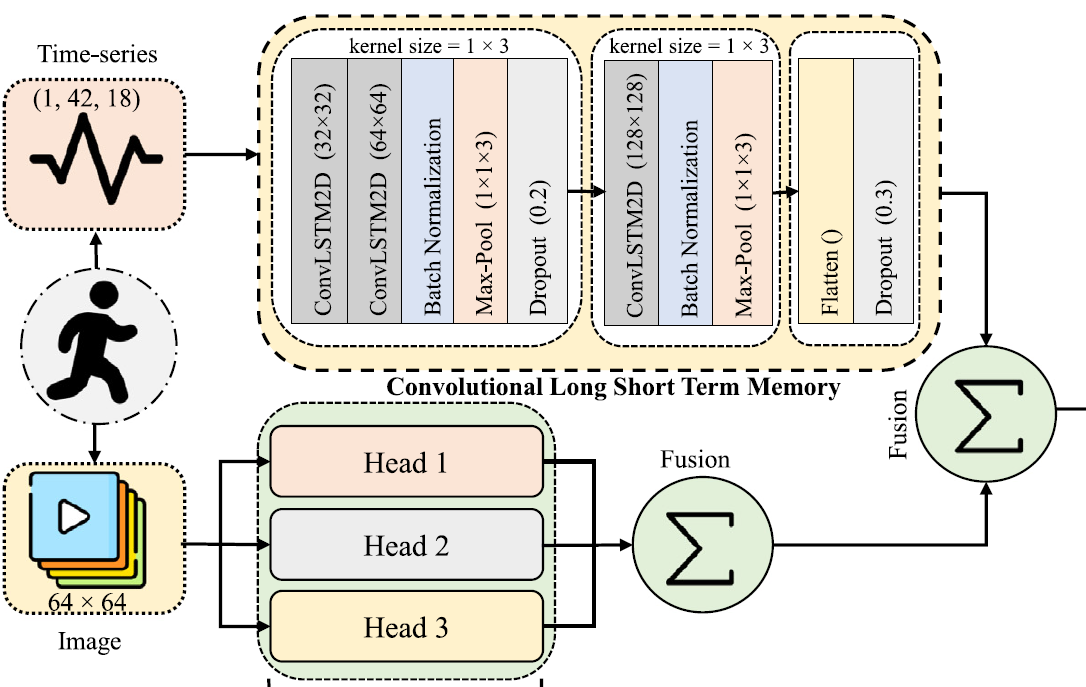 Time-series
(1, 42, 18)
kernel size = 1 × 3
ConvLSTM2D (32×32)
ConvLSTM2D (64×64)
Batch Normalization
Max-Pool (1×1×3)
Dropout (0.2)
kernel size = 1 × 3
ConvLSTM2D (128×128)
Batch Normalization
Max-Pool (1×1×3)
Flatten ()
Dropout (0.3)
Convolutional Long Short Term Memory
Fusion
Head 1
Head 2
Head 3
Fusion
64 × 64
Image